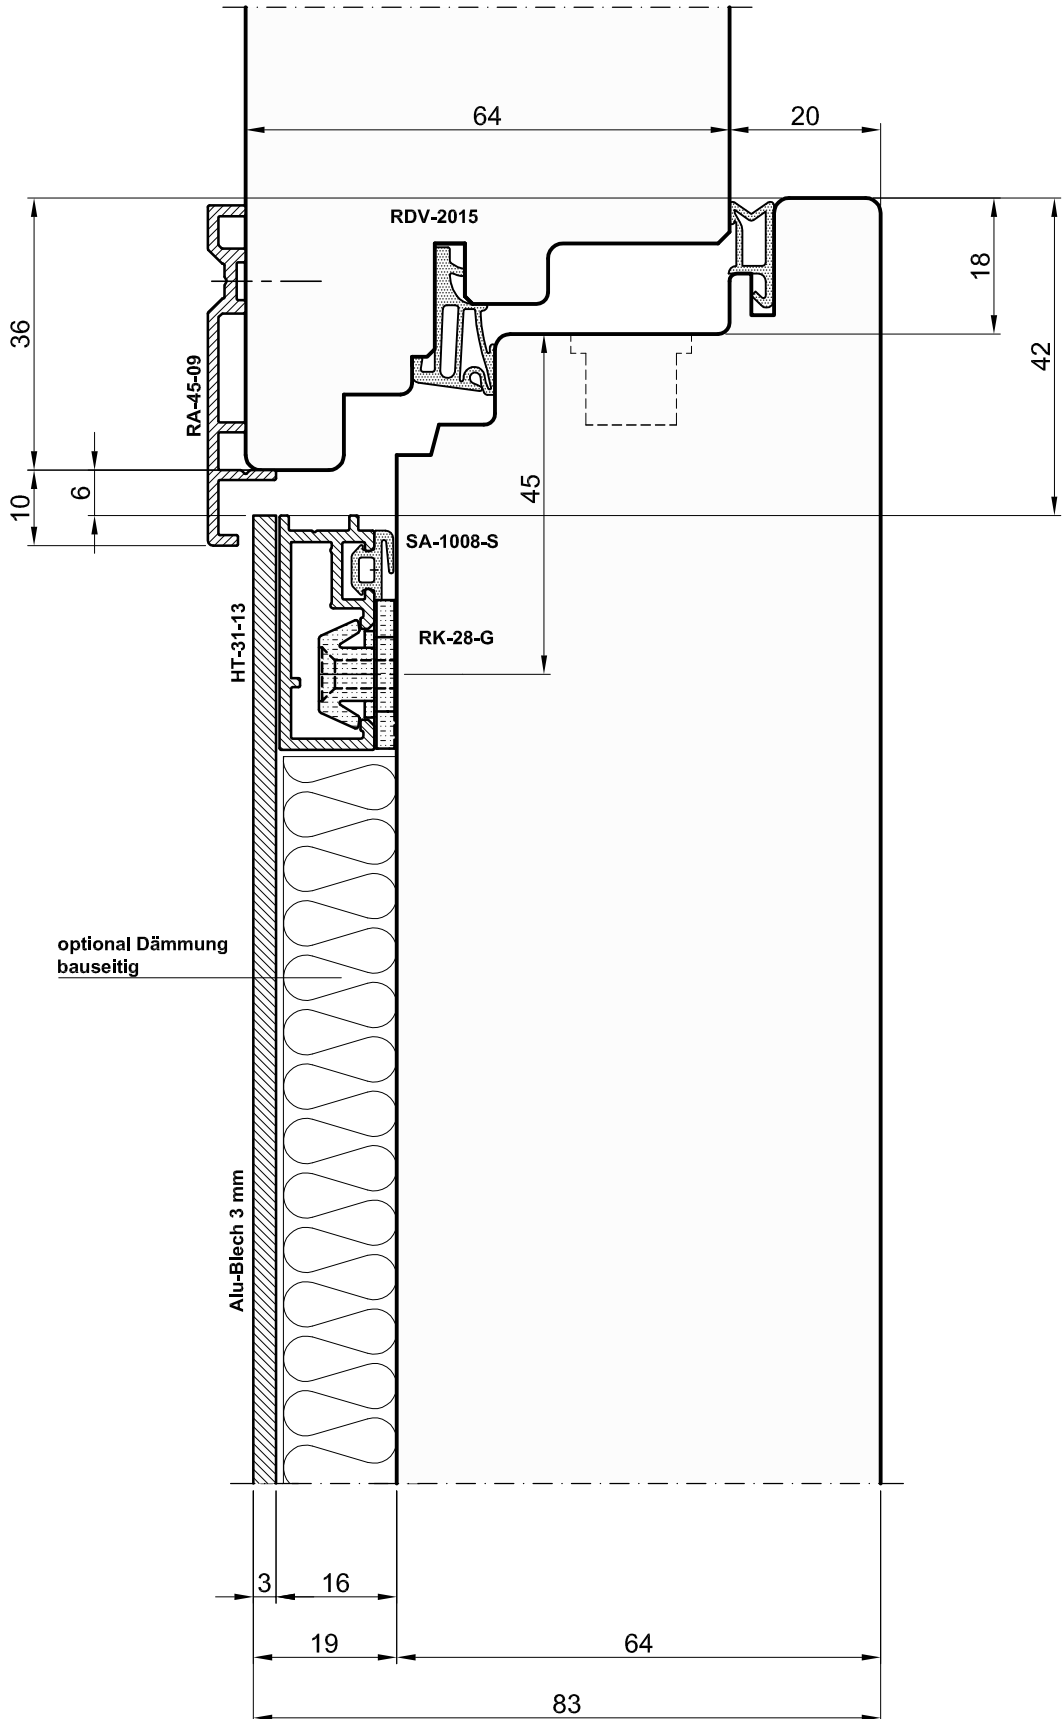 64
20
RDV-2015
18
36
42
RA-45-09
6
10
45
SA-1008-S
HT-31-13
RK-28-G
optional Dämmung
bauseitig
Alu-Blech 3 mm
3
16
19
64
83